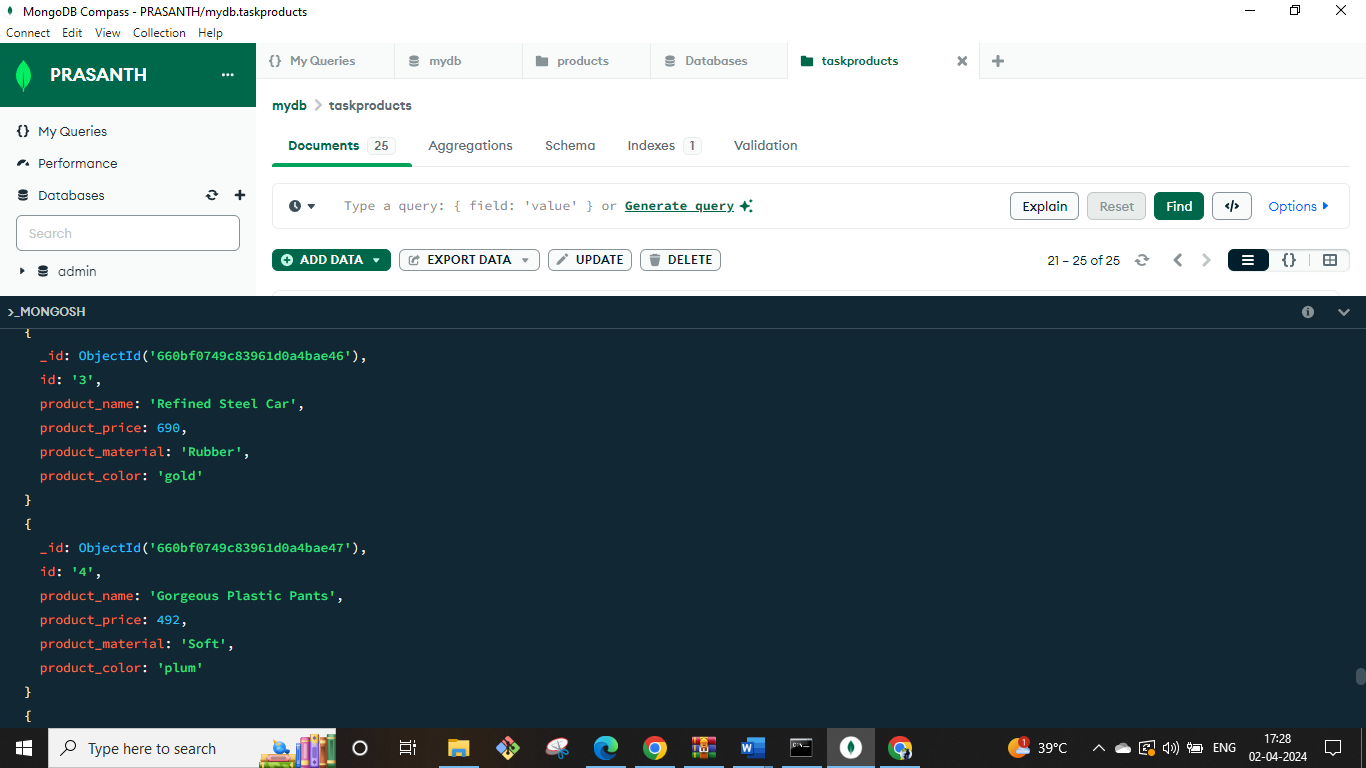 MongoDB Compass - PRASANTH/mydb.taskproducts
Connect Edit View Collection Help
PRASANTH ...
{} My Queries
mydb
products
Databases
taskproducts
mydb > taskproducts
My Queries
Performance
Databases
Search
admin
Documents 25 Aggregations Schema Indexes 1 Validation
Type a query: { field: 'value' } or Generate query
Explain Reset Find </> Options
ADD DATA EXPORT DATA UPDATE DELETE
21 – 25 of 25
{}
>_MONGOSH
{
_id: ObjectId('660bf0749c83961d0a4bae46'),
id: '3',
product_name: 'Refined Steel Car',
product_price: 690,
product_material: 'Rubber',
product_color: 'gold'
}
{
_id: ObjectId('660bf0749c83961d0a4bae47'),
id: '4',
product_name: 'Gorgeous Plastic Pants',
product_price: 492,
product_material: 'Soft',
product_color: 'plum'
}
{
Type here to search
1
39°C
ENG
17:28
02-04-2024